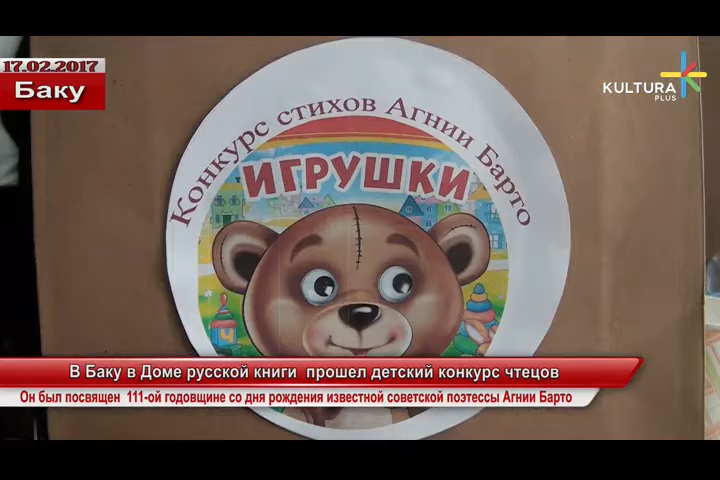 17.02.2017
Баку
KULTURA
PLUS
Конкурс стихов Агнии Барто
ИГРУШКИ
В Баку в Доме русской книги прошел детский конкурс чтецов
Он был посвящен 111-ой годовщине со дня рождения известной советской поэтессы Агнии Барто